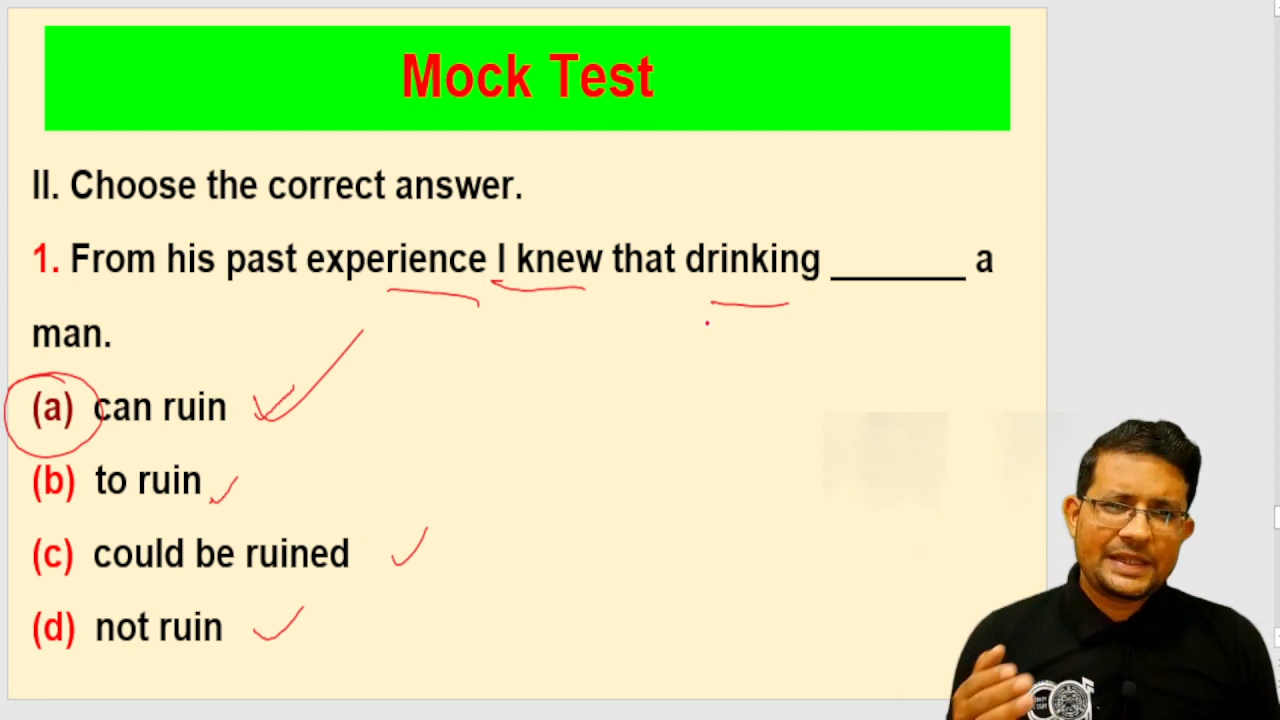 Mock Test
II. Choose the correct answer.
1. From his past experience I knew that drinking _______ a
man.
(a) can ruin
(b) to ruin
(c) could be ruined
(d) not ruin